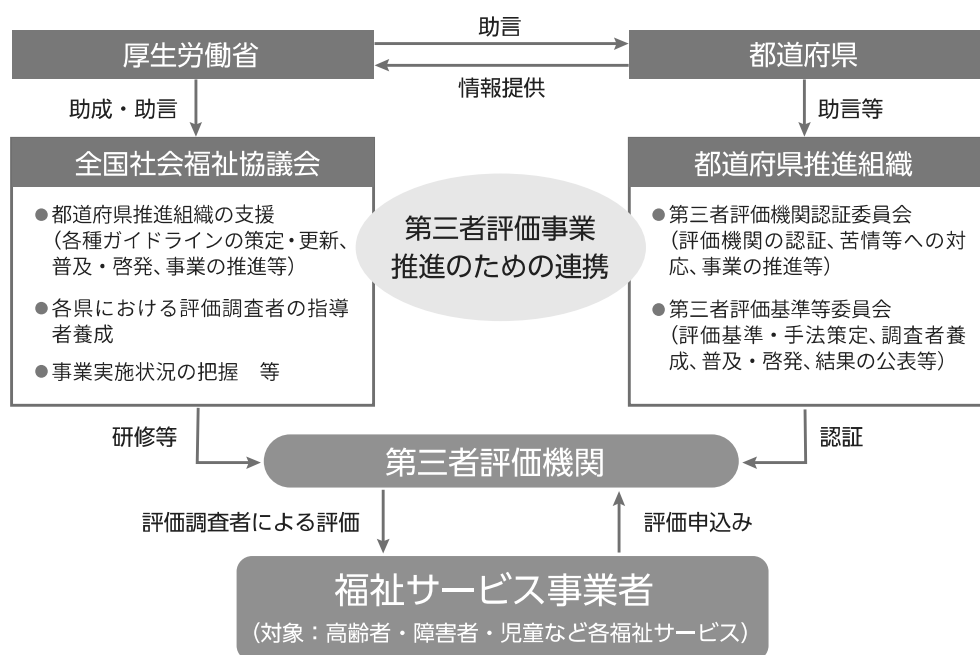 助言
厚生労働省
都道府県
情報提供
助成・助言
助言等
全国社会福祉協議会
●都道府県推進組織の支援
（各種ガイドラインの策定・更新、
普及・啓発、事業の推進等）
●各県における評価調査者の指導
者養成
●事業実施状況の把握　等
第三者評価事業
推進のための連携
都道府県推進組織
●第三者評価機関認証委員会
（評価機関の認証、苦情等への対
応、事業の推進等）
●第三者評価基準等委員会
（評価基準・手法策定、調査者養
成、普及・啓発、結果の公表等）
研修等
認証
第三者評価機関
評価調査者による評価
評価申込み
福祉サービス事業者
（対象：高齢者・障害者・児童など各福祉サービス）